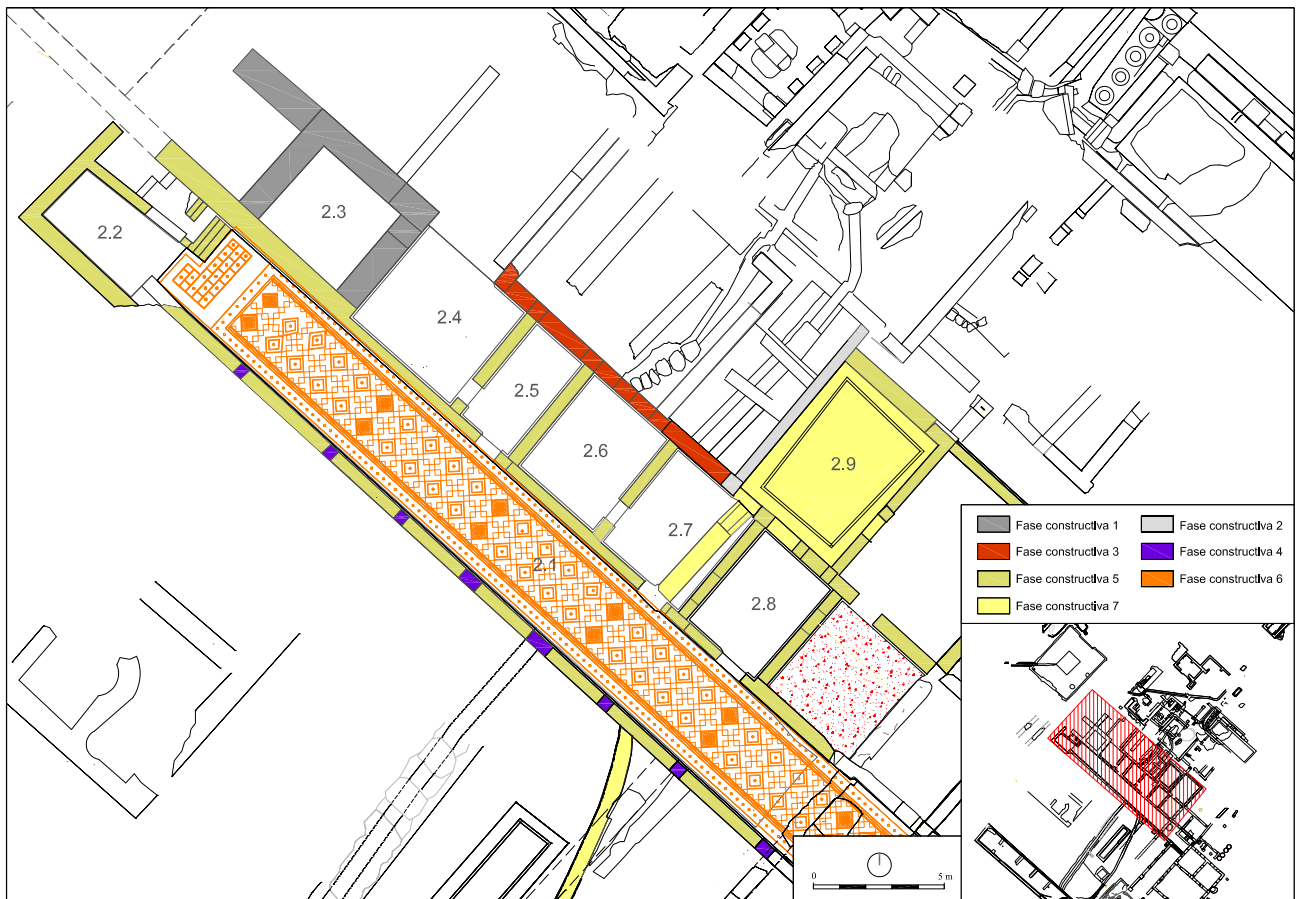 2.3
2.2
2.4
2.5
2.6
2.9
2.7
2.1
2.8
Fase constructiva 1
Fase constructiva 2
Fase constructiva 3
Fase constructiva 4
Fase constructiva 5
Fase constructiva 6
Fase constructiva 7
0 5 m